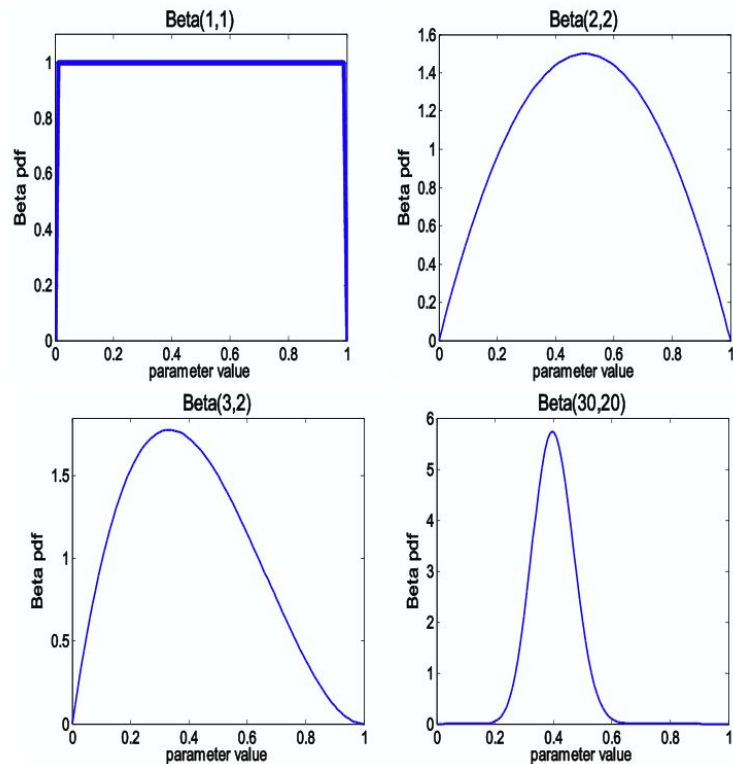 Beta(1,1)
1
0.8
0.6
0.4
0.2
0
Beta pdf
0 0.2 0.4 0.6 0.8 1
parameter value
Beta(2,2)
1.6
1.4
1.2
1
0.8
0.6
0.4
0.2
0
Beta pdf
0 0.2 0.4 0.6 0.8 1
parameter value
Beta(3,2)
1.5
1
0.5
0
Beta pdf
0 0.2 0.4 0.6 0.8 1
parameter value
Beta(30,20)
6
5
4
3
2
1
0
Beta pdf
0 0.2 0.4 0.6 0.8 1
parameter value